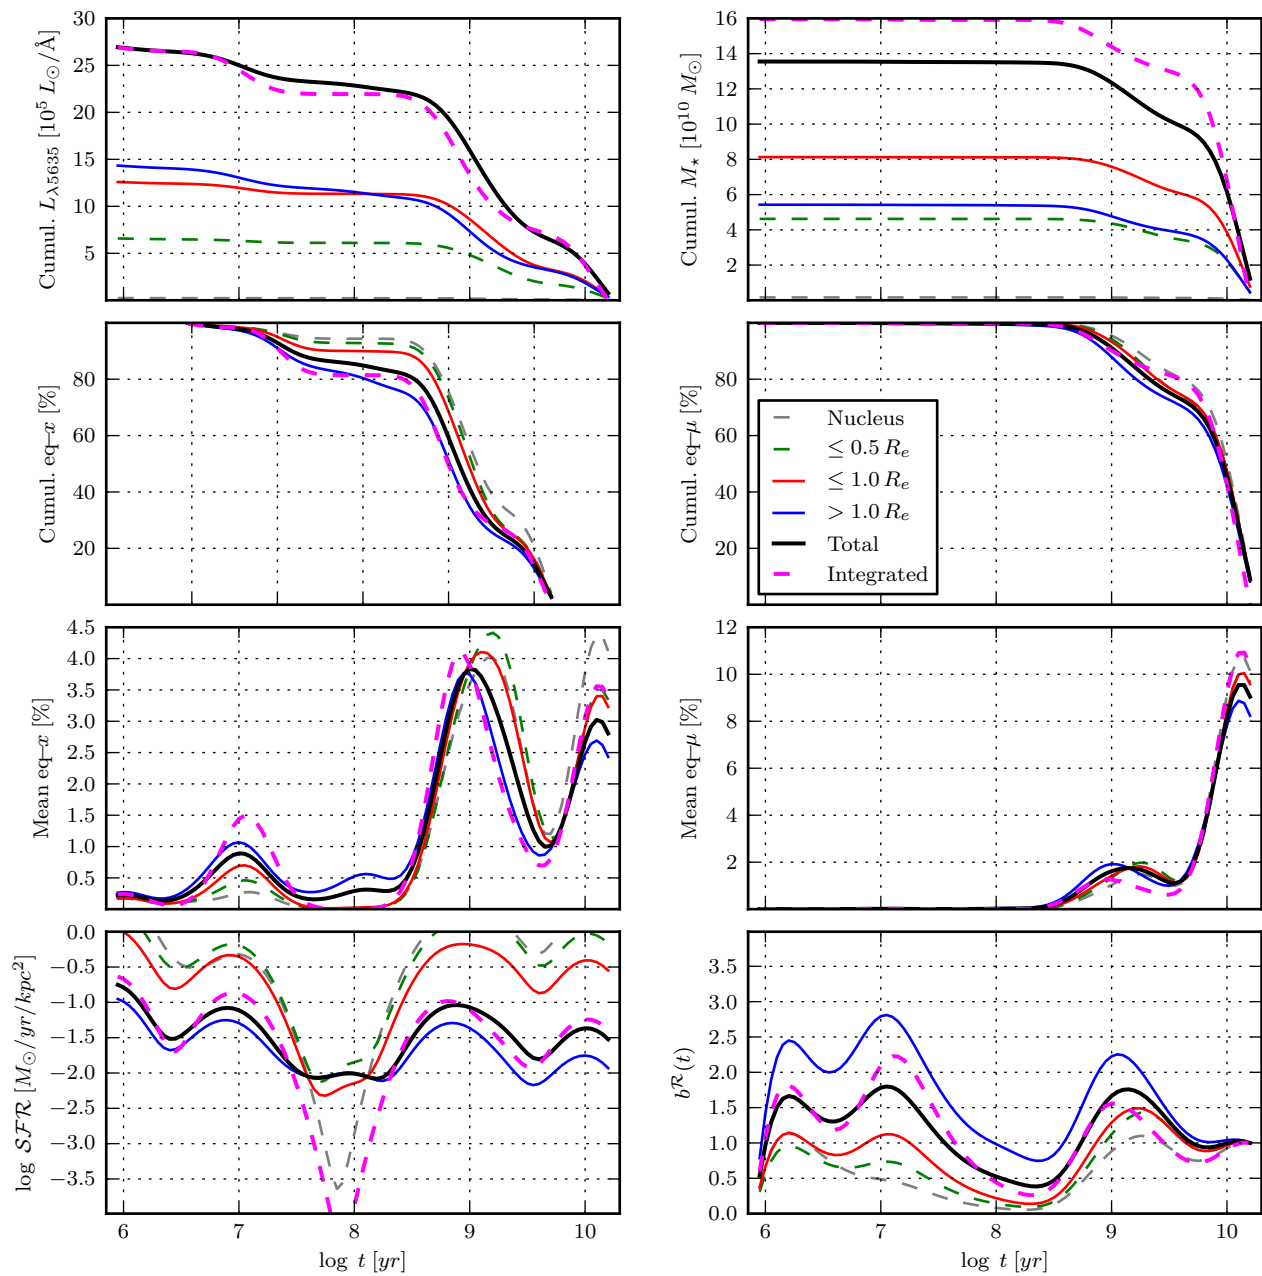 30
25
20
15
10
5
Cumul. L_λ5635 [10^5 L_⊙/Å]
16
14
12
10
8
6
4
2
Cumul. M_⋆ [10^10 M_⊙]
80
60
40
20
Cumul. eq–x [%]
80
60
40
20
Cumul. eq–μ [%]
Nucleus
≤ 0.5 R_e
≤ 1.0 R_e
> 1.0 R_e
Total
Integrated
4.5
4.0
3.5
3.0
2.5
2.0
1.5
1.0
0.5
Mean eq–x [%]
12
10
8
6
4
2
Mean eq–μ [%]
0.0
−0.5
−1.0
−1.5
−2.0
−2.5
−3.0
−3.5
log SFR [M_⊙/yr/kpc^2]
6 7 8 9 10
log t [yr]
3.5
3.0
2.5
2.0
1.5
1.0
0.5
0.0
b^R(t)
6 7 8 9 10
log t [yr]